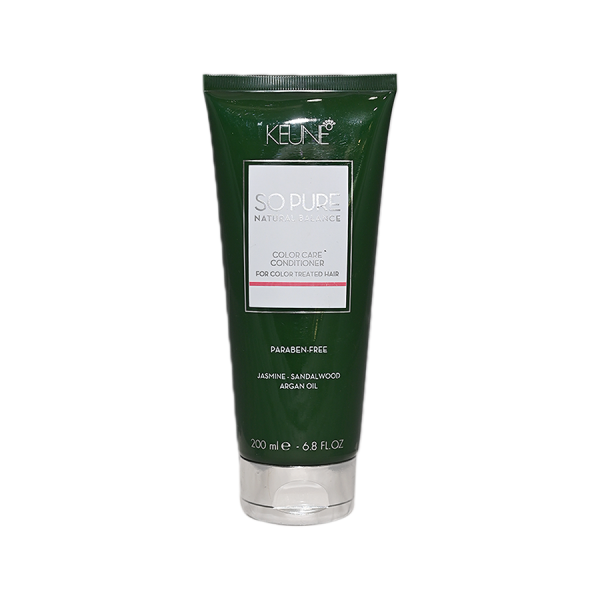 KEUNE
SO PURE
NATURAL BALANCE
COLOR CARE
CONDITIONER
FOR COLOR TREATED HAIR
PARABEN-FREE
JASMINE - SANDALWOOD
ARGAN OIL
200 ml e - 6.8 FL.OZ